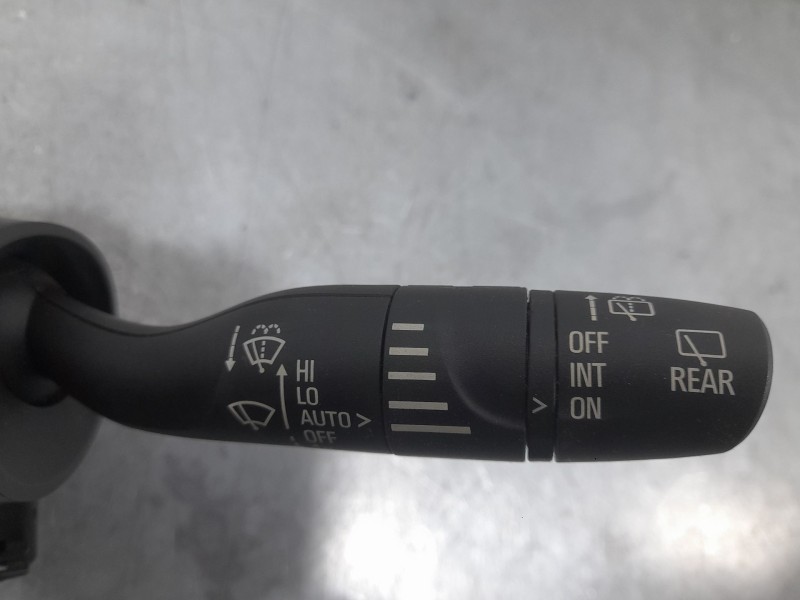 HI
LO
AUTO >
OFF
>
OFF
INT
ON
REAR